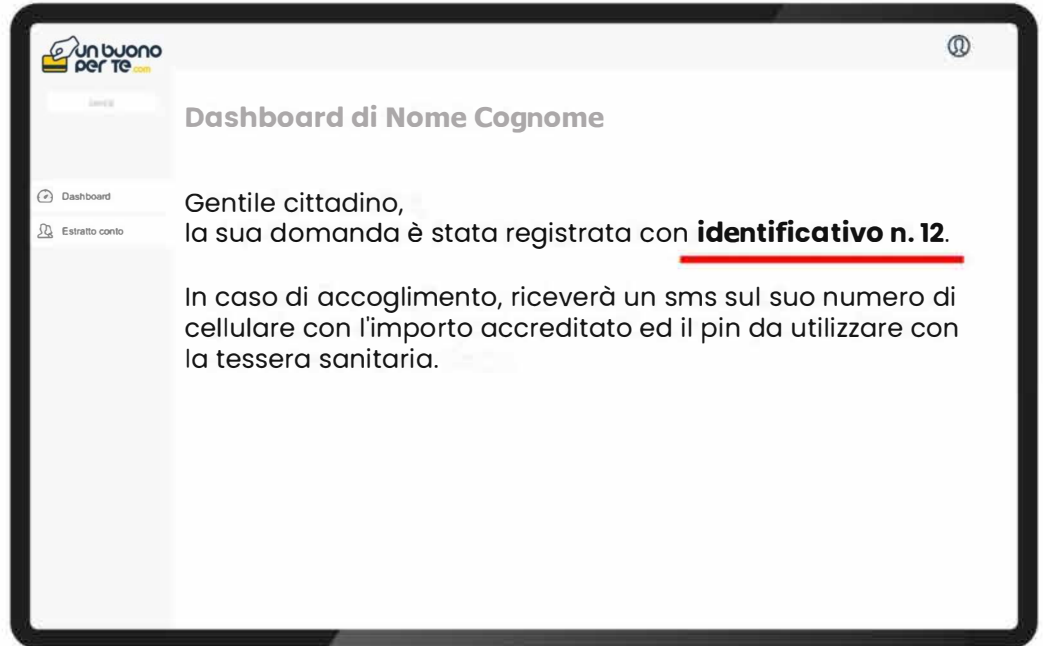 un buono
per te.com
Dashboard di Nome Cognome
Dashboard
Estratto conto
Gentile cittadino,
la sua domanda è stata registrata con identificativo n. 12.
In caso di accoglimento, riceverà un sms sul suo numero di
cellulare con l'importo accreditato ed il pin da utilizzare con
la tessera sanitaria.